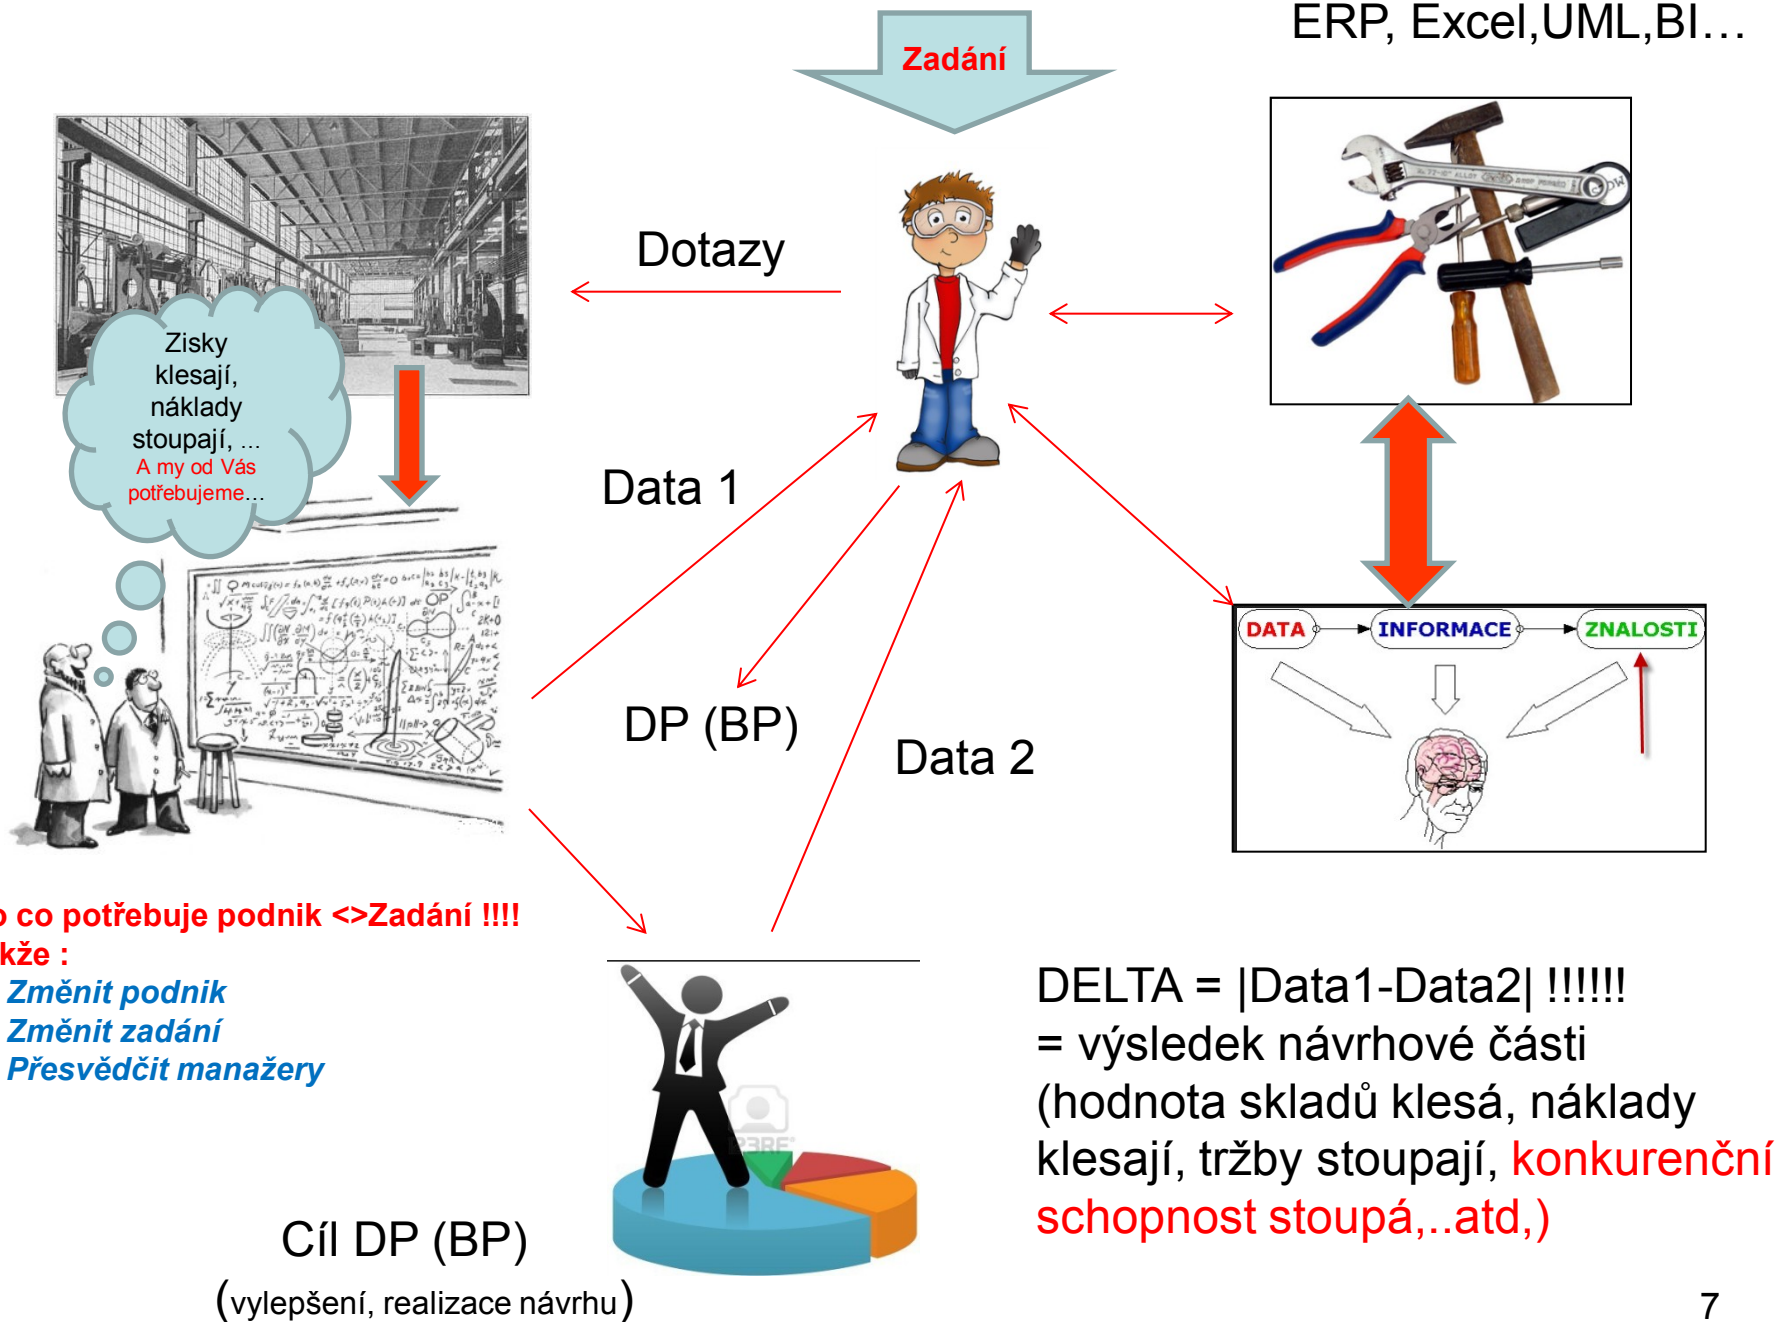 ERP, Excel,UML,BI…
Zadání
Dotazy
Zisky
klesají,
náklady
stoupají, …
A my od Vás
potřebujeme…
Data 1
DATA
INFORMACE
ZNALOSTI
DP (BP)
Data 2
co potřebuje podnik <>Zadání !!!!
kže :
Změnit podnik
Změnit zadání
Přesvědčit manažery
DELTA = |Data1-Data2| !!!!!!
= výsledek návrhové části
(hodnota skladů klesá, náklady
klesají, tržby stoupají, konkurenční
schopnost stoupá,..atd,)
Cíl DP (BP)
(vylepšení, realizace návrhu)
7